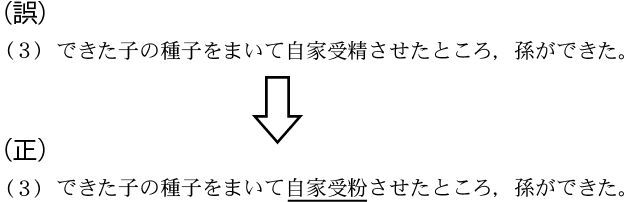 （誤）
（３）できた子の種子をまいて自家受精させたところ，孫ができた。
（正）
（３）できた子の種子をまいて自家受粉させたところ，孫ができた。